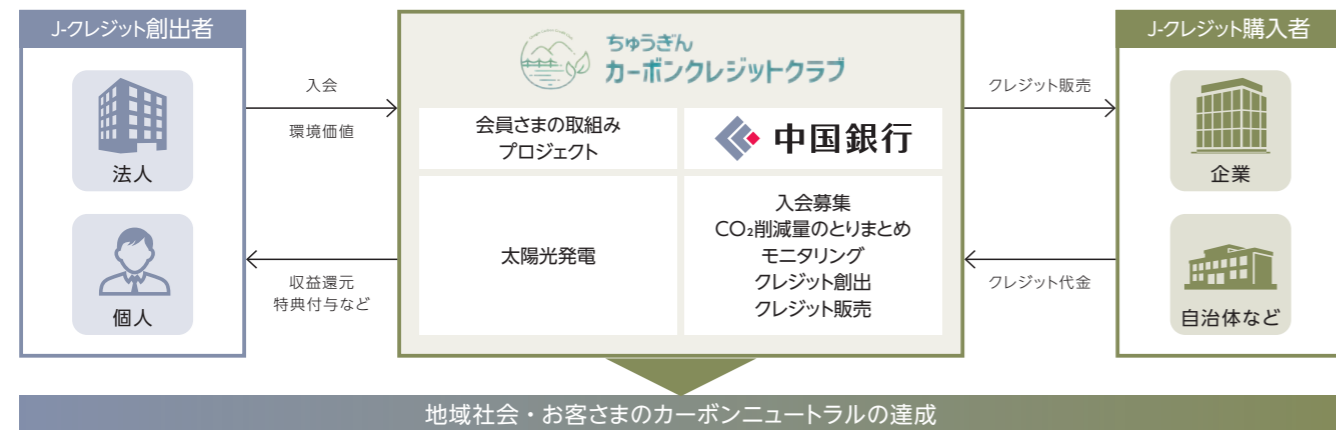 J-クレジット創出者
法人
個人
入会
環境価値
収益還元
特典付与など
ちゅうぎん
カーボンクレジットクラブ
会員さまの取組み
プロジェクト
中国銀行
太陽光発電
入会募集
CO₂削減量のとりまとめ
モニタリング
クレジット創出
クレジット販売
クレジット販売
クレジット代金
J-クレジット購入者
企業
自治体など
地域社会・お客さまのカーボンニュートラルの達成